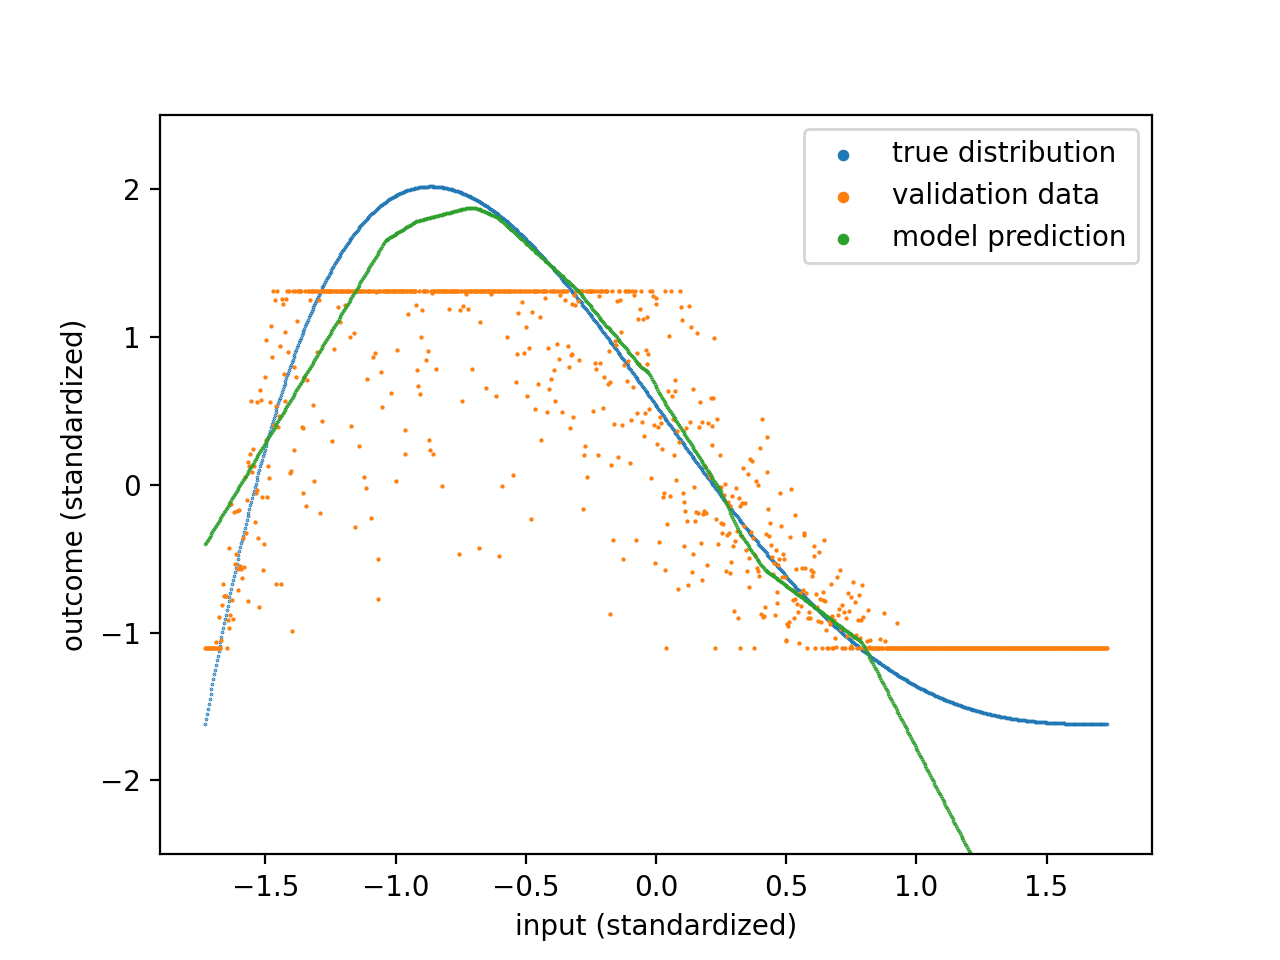 true distribution
validation data
model prediction
2
1
0
−1
−2
outcome (standardized)
−1.5 −1.0 −0.5 0.0 0.5 1.0 1.5
input (standardized)